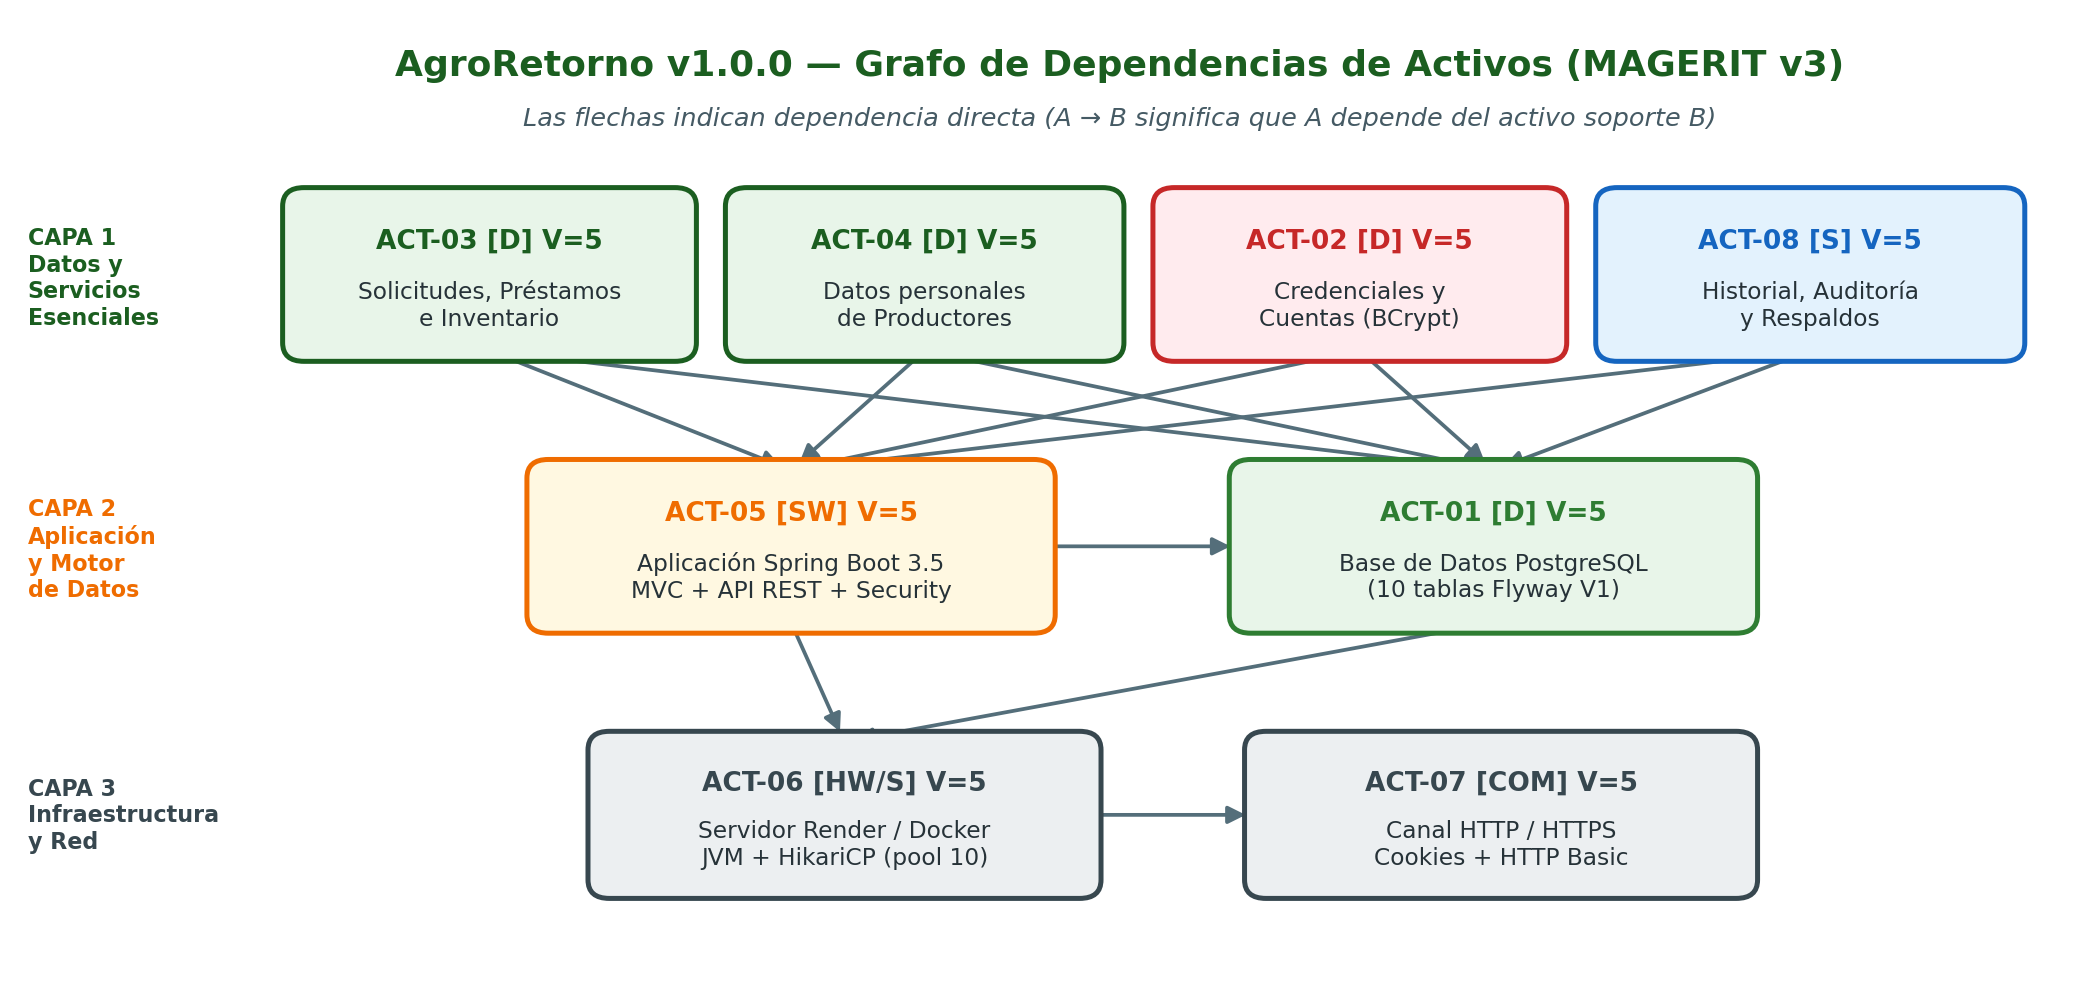 AgroRetorno v1.0.0 — Grafo de Dependencias de Activos (MAGERIT v3)
Las flechas indican dependencia directa (A → B significa que A depende del activo soporte B)
CAPA 1
Datos y
Servicios
Esenciales
ACT-03 [D] V=5
Solicitudes, Préstamos
e Inventario
ACT-04 [D] V=5
Datos personales
de Productores
ACT-02 [D] V=5
Credenciales y
Cuentas (BCrypt)
ACT-08 [S] V=5
Historial, Auditoría
y Respaldos
CAPA 2
Aplicación
y Motor
de Datos
ACT-05 [SW] V=5
Aplicación Spring Boot 3.5
MVC + API REST + Security
ACT-01 [D] V=5
Base de Datos PostgreSQL
(10 tablas Flyway V1)
CAPA 3
Infraestructura
y Red
ACT-06 [HW/S] V=5
Servidor Render / Docker
JVM + HikariCP (pool 10)
ACT-07 [COM] V=5
Canal HTTP / HTTPS
Cookies + HTTP Basic